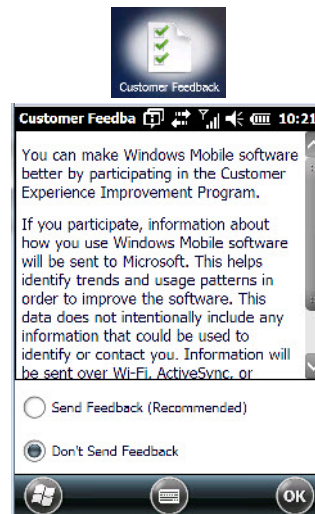 Customer Feedback
Customer Feedba 10:21
You can make Windows Mobile software
better by participating in the Customer
Experience Improvement Program.
If you participate, information about
how you use Windows Mobile software
will be sent to Microsoft. This helps
identify trends and usage patterns in
order to improve the software. This
data does not intentionally include any
information that could be used to
identify or contact you. Information will
be sent over Wi-Fi, ActiveSync, or
Send Feedback (Recommended)
Don't Send Feedback
OK